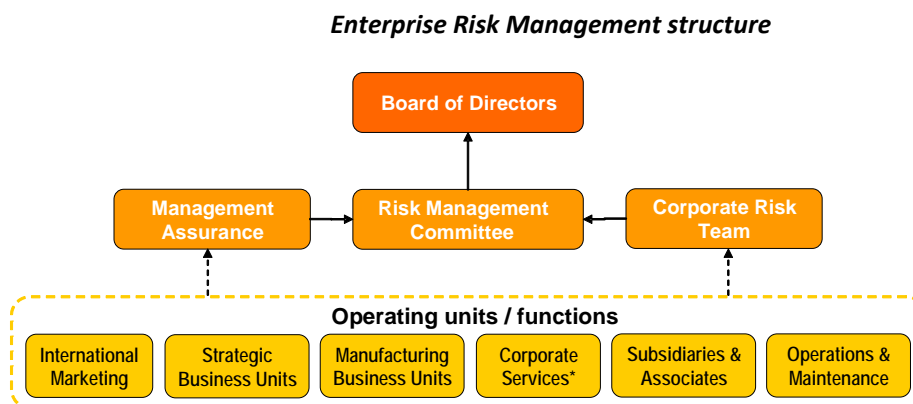 Enterprise Risk Management structure
Board of Directors
Management
Assurance
Risk Management
Committee
Corporate Risk
Team
Operating units / functions
International
Marketing
Strategic
Business Units
Manufacturing
Business Units
Corporate
Services*
Subsidiaries &
Associates
Operations &
Maintenance